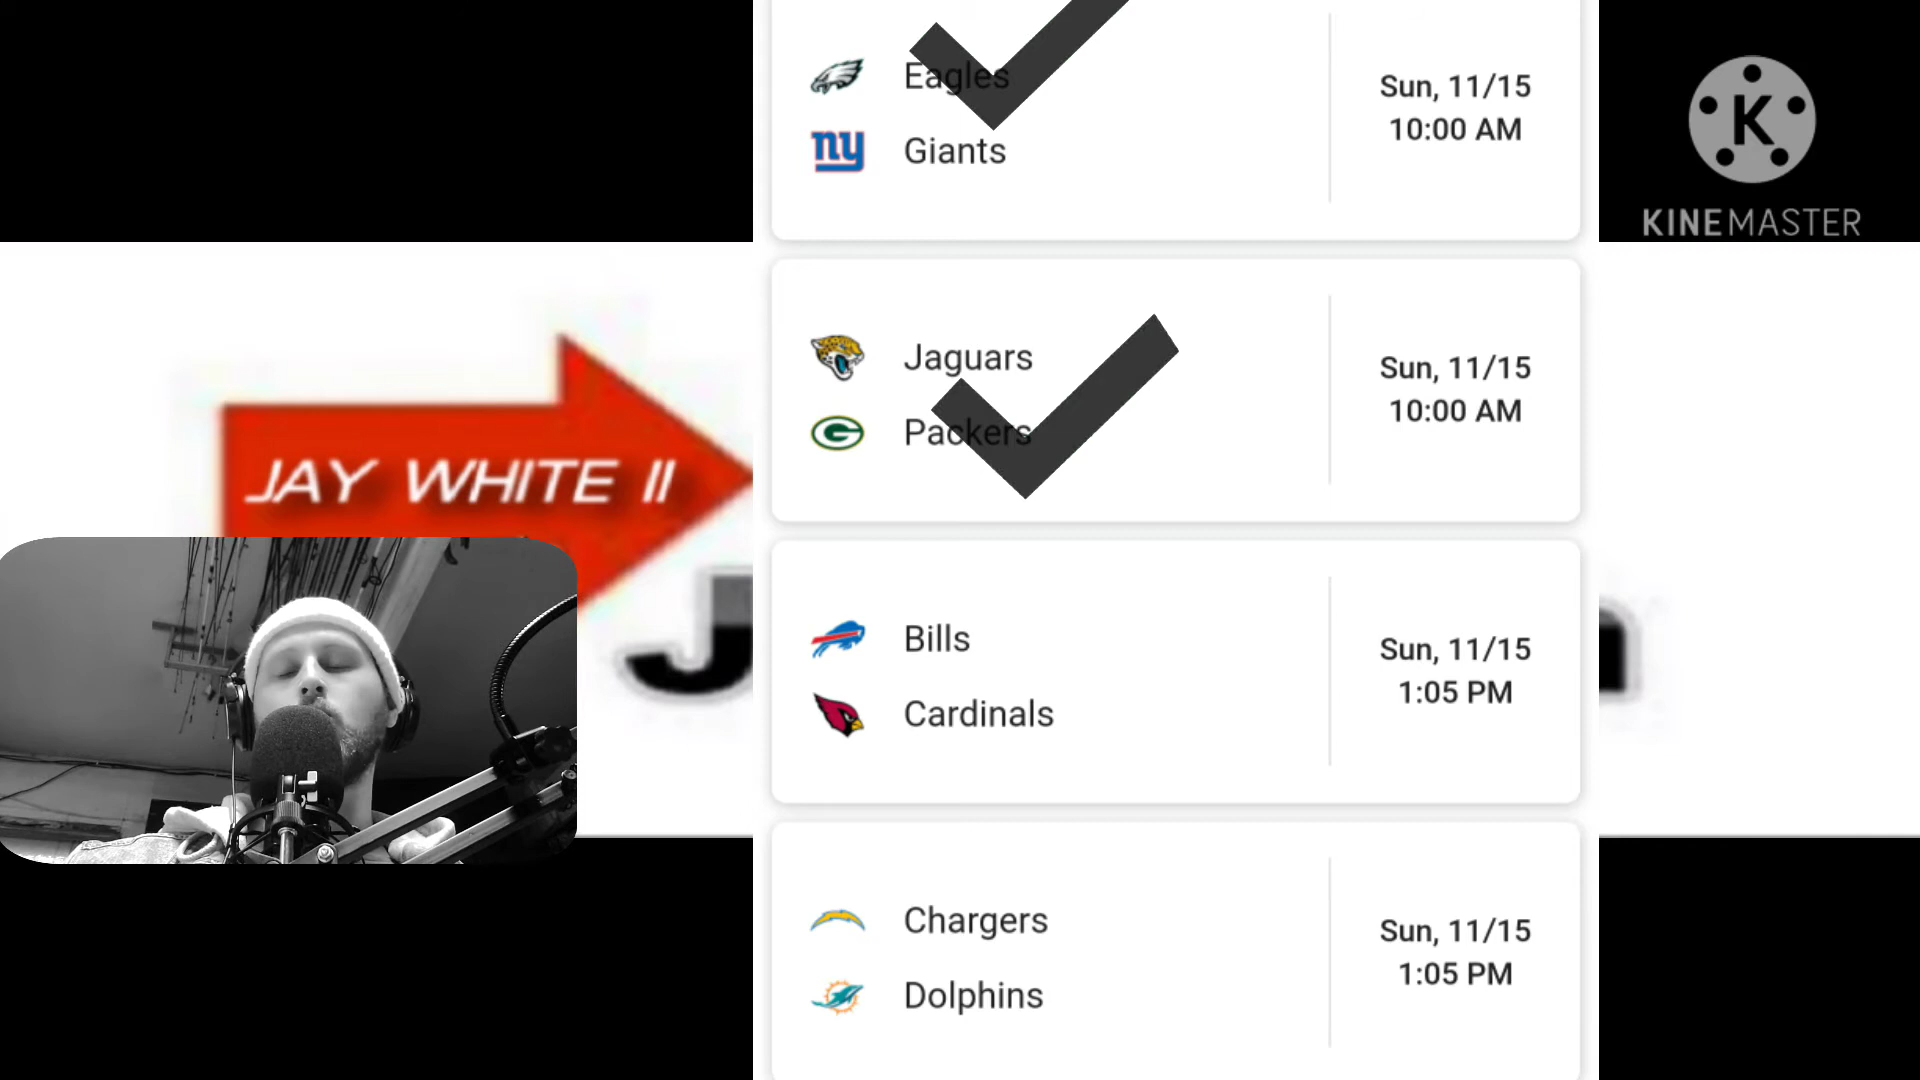 Eagles
Giants
Sun, 11/15
10:00 AM
K
KINEMASTER
JAY WHITE II
Jaguars
Packers
Sun, 11/15
10:00 AM
Bills
Cardinals
Sun, 11/15
1:05 PM
Chargers
Dolphins
Sun, 11/15
1:05 PM
ny
G
J